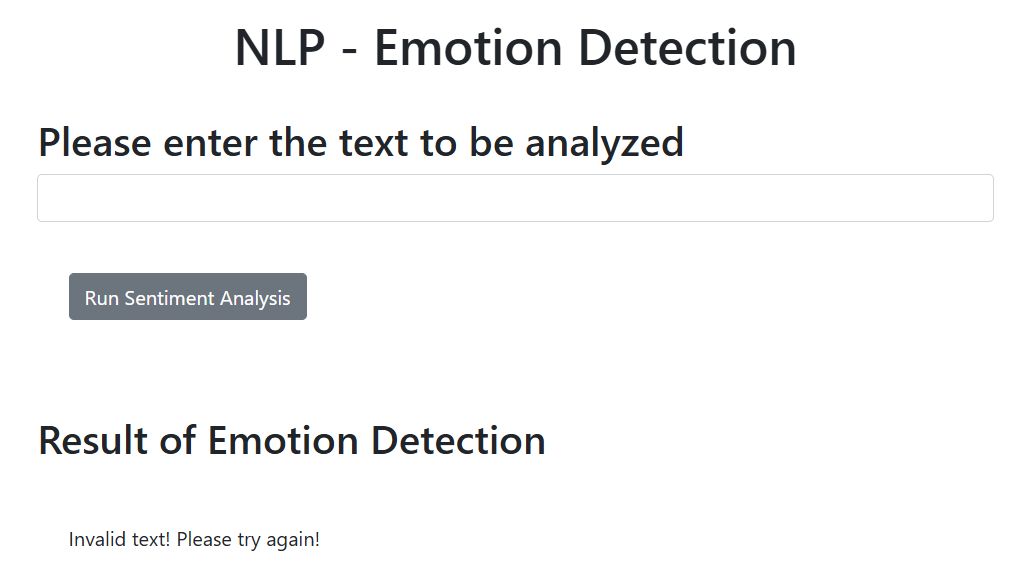 NLP - Emotion Detection
Please enter the text to be analyzed
Run Sentiment Analysis
Result of Emotion Detection
Invalid text! Please try again!